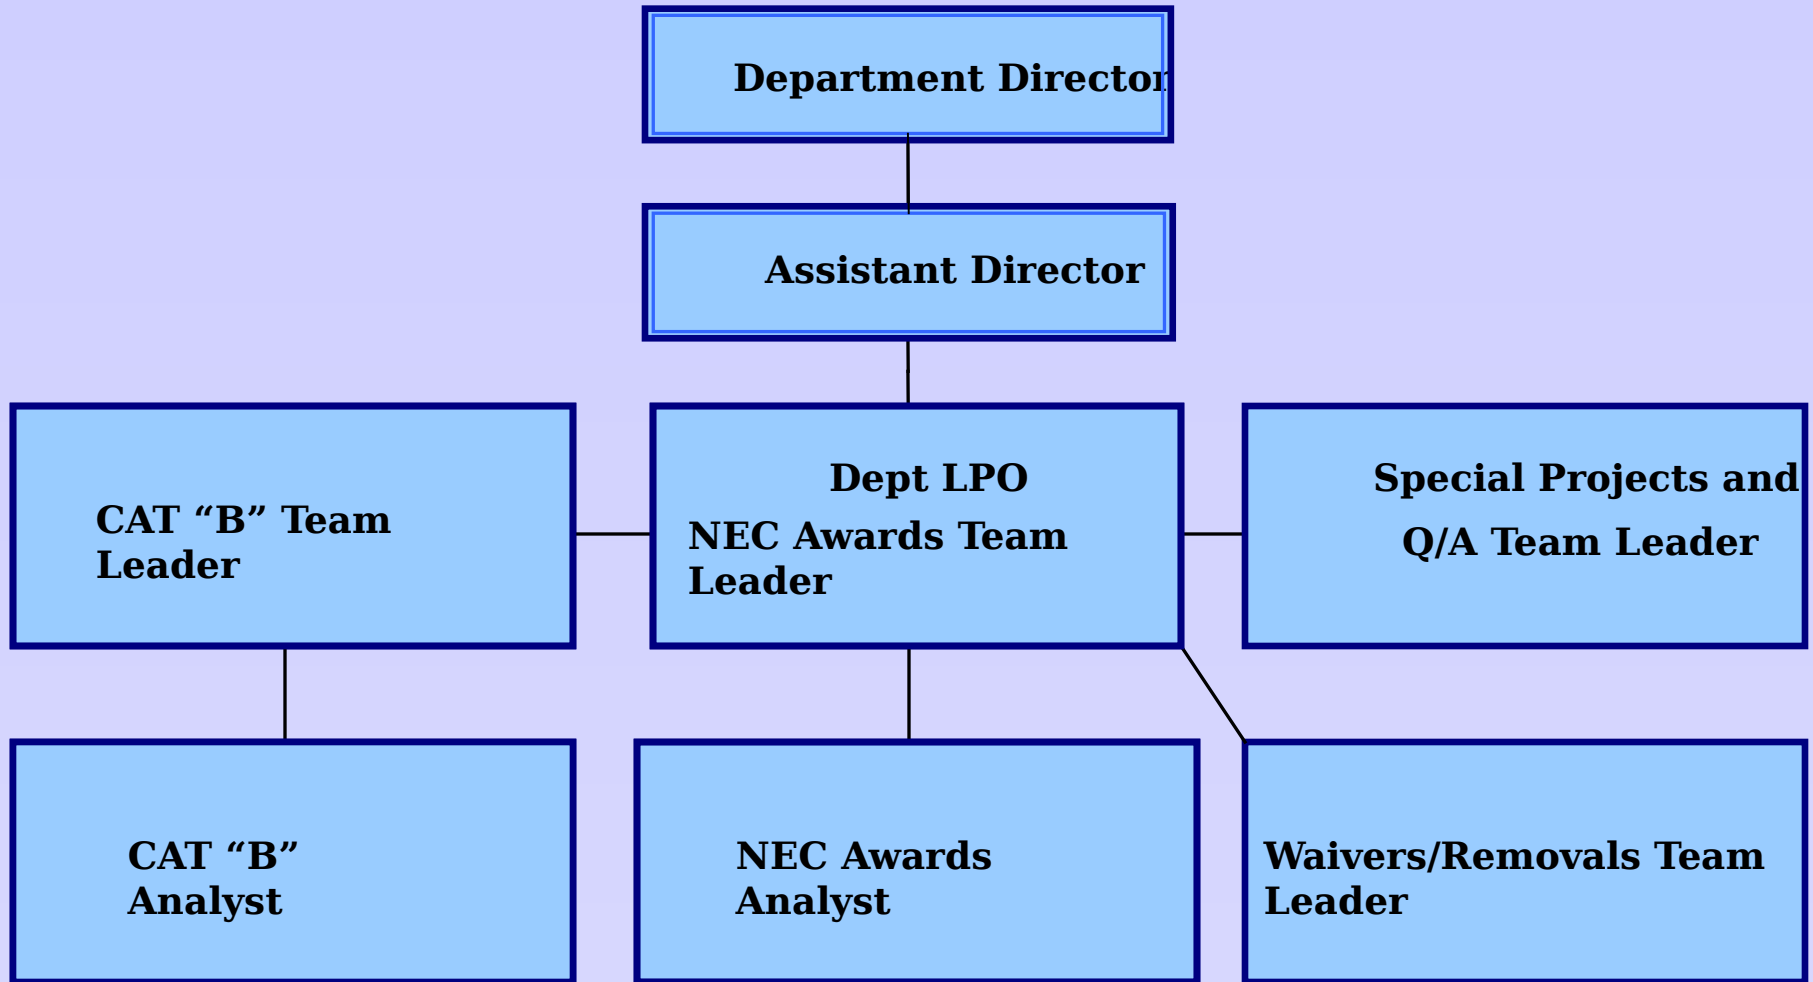 Department Director
Assistant Director
CAT “B” Team
Leader
Dept LPO
NEC Awards Team
Leader
Special Projects and
Q/A Team Leader
CAT “B”
Analyst
NEC Awards
Analyst
Waivers/Removals Team
Leader